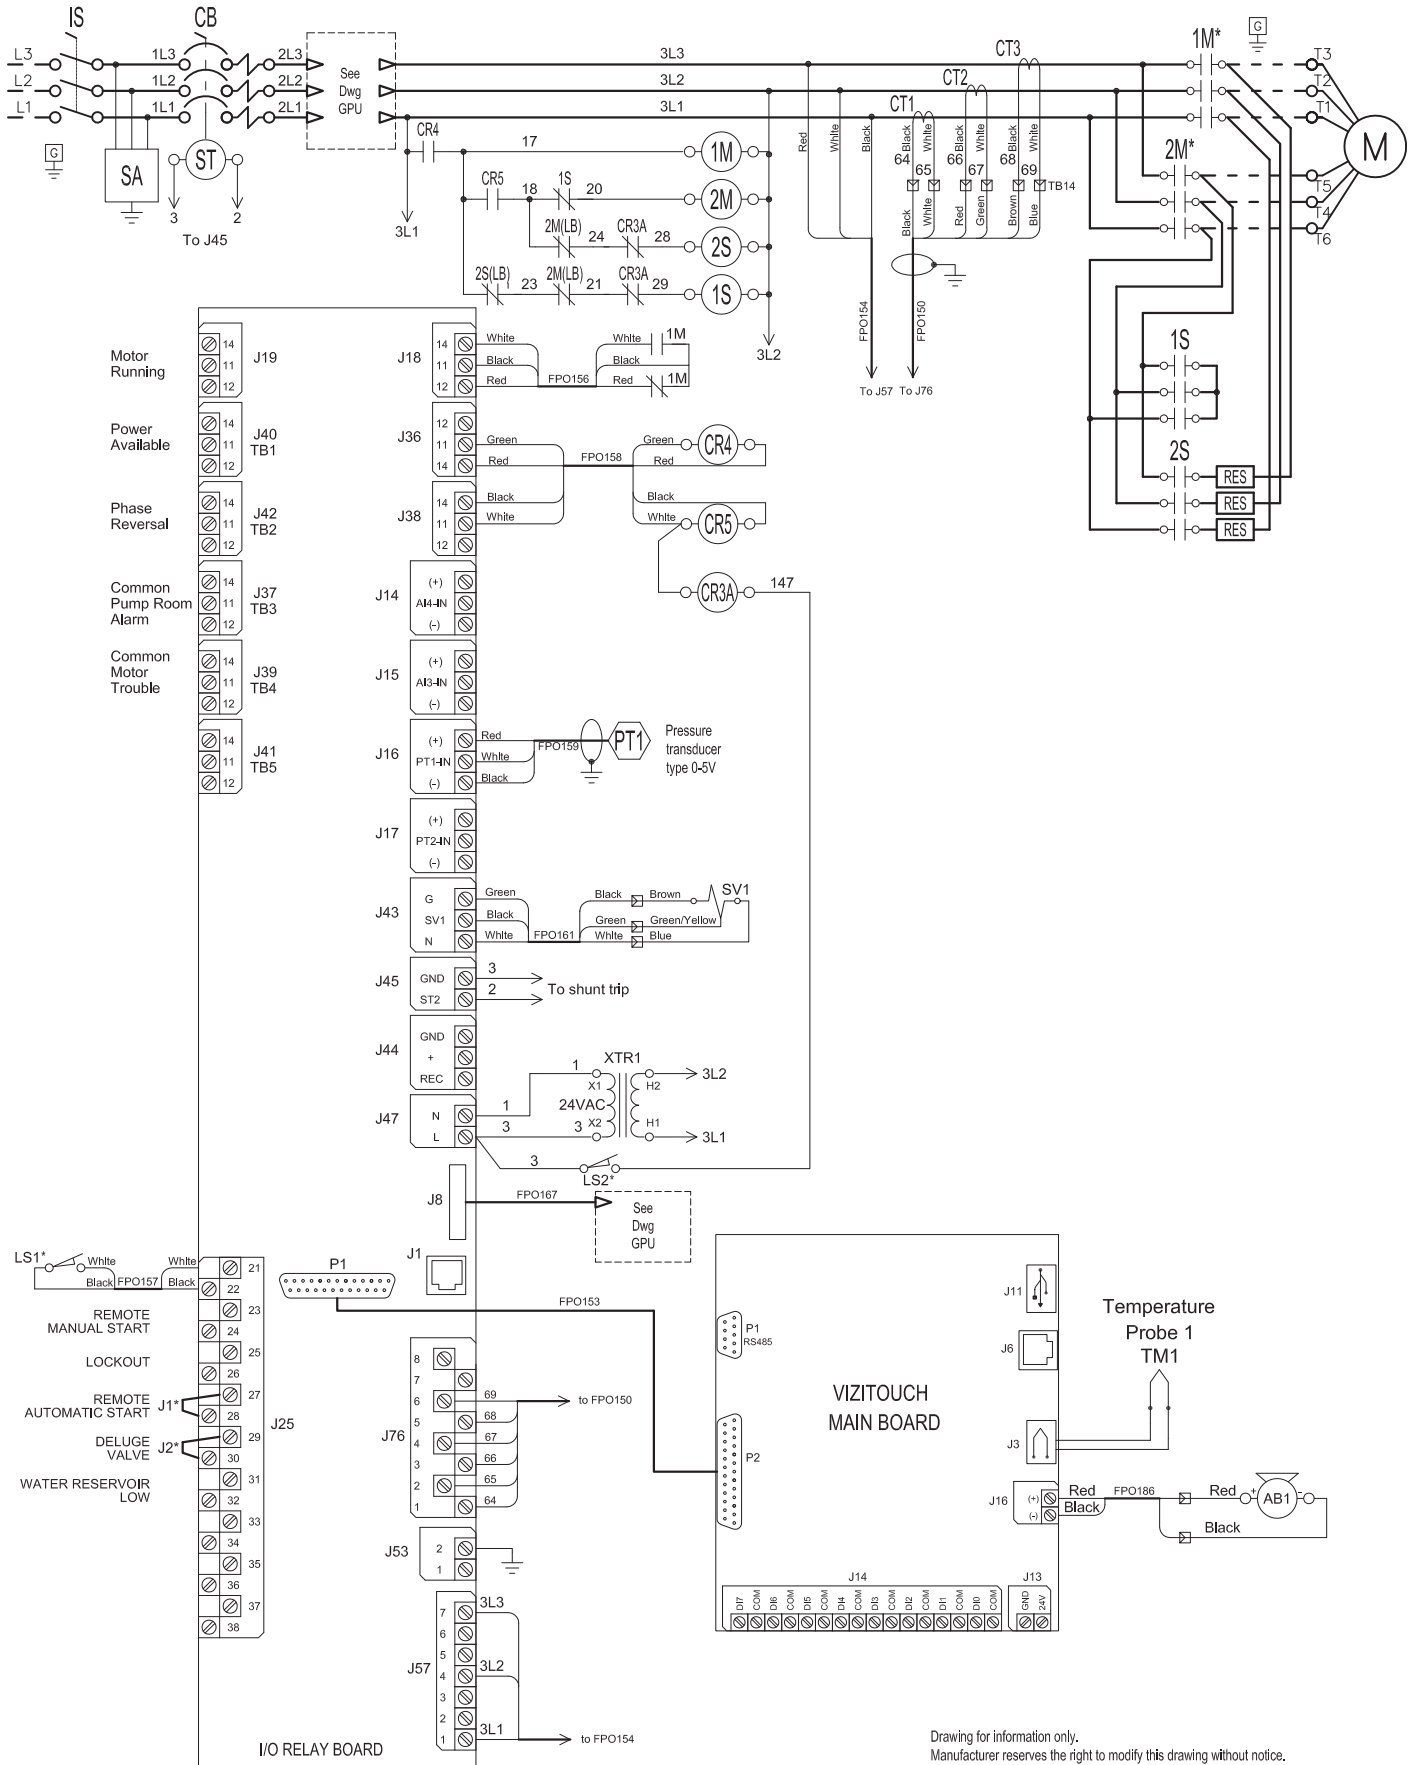 IS
CB
L3
1L3
2L3
L2
1L2
2L2
L1
1L1
2L1
See
Dwg
GPU
3L3
3L2
3L1
CT3
CT2
CT1
1M*
G
T3
T2
T1
M
2M*
T5
T4
T6
G
SA
ST
3
2
To J45
CR4
17
1M
CR5
18
1S
20
2M
2M(LB)
24
CR3A
28
2S
2S(LB)
23
2M(LB)
21
CR3A
29
1S
3L1
3L2
Red
White
Black
Black
White
Black
White
Black
White
64
65
66
67
68
69
TB14
Black
White
Red
Green
Brown
Blue
FPO154
FPO150
To J57
To J76
1S
2S
RES
RES
RES
Motor
Running
14
11
12
J19
Power
Available
14
11
12
J40
TB1
Phase
Reversal
14
11
12
J42
TB2
Common
Pump Room
Alarm
14
11
12
J37
TB3
Common
Motor
Trouble
14
11
12
J39
TB4
14
11
12
J41
TB5
J18
14
11
12
White
Black
Red
FPO156
White
Black
Red
1M
1M
J36
12
11
14
Green
Red
FPO158
Green
Red
CR4
J38
14
11
12
Black
White
Black
White
CR5
CR3A
147
J14
(+)
AI4-IN
(-)
J15
(+)
AI3-IN
(-)
J16
(+)
PT1-IN
(-)
Red
White
Black
FPO159
PT1
Pressure
transducer
type 0-5V
J17
(+)
PT2-IN
(-)
J43
G
SV1
N
Green
Black
White
FPO161
Black
Green
White
Brown
Green/Yellow
Blue
SV1
J45
GND
ST2
3
2
To shunt trip
J44
GND
+
REC
J47
N
L
1
3
1
3
XTR1
X1
H2
24VAC
X2
H1
3L2
3L1
3
LS2*
J8
FPO167
See
Dwg
GPU
J1
P1
FPO153
LS1*
White
Black
FPO157
White
Black
REMOTE
MANUAL START
LOCKOUT
REMOTE
AUTOMATIC START
J1*
DELUGE
VALVE
J2*
WATER RESERVOIR
LOW
21
22
23
24
25
26
27
28
29
30
31
32
33
34
35
36
37
38
J25
J76
8
7
6
5
4
3
2
1
69
68
67
66
65
64
to FPO150
J53
2
1
J57
7
6
5
4
3
2
1
3L3
3L2
3L1
to FPO154
I/O RELAY BOARD
P1
RS485
P2
VIZITOUCH
MAIN BOARD
J11
J6
J3
J16
(+)
(-)
Temperature
Probe 1
TM1
Red
Black
FPO186
Red
Black
+
AB1
-
J14
DI7
COM
DI6
COM
DI5
COM
DI4
COM
DI3
COM
DI2
COM
DI1
COM
DI0
COM
J13
GND
24V
Drawing for information only.
Manufacturer reserves the right to modify this drawing without notice.